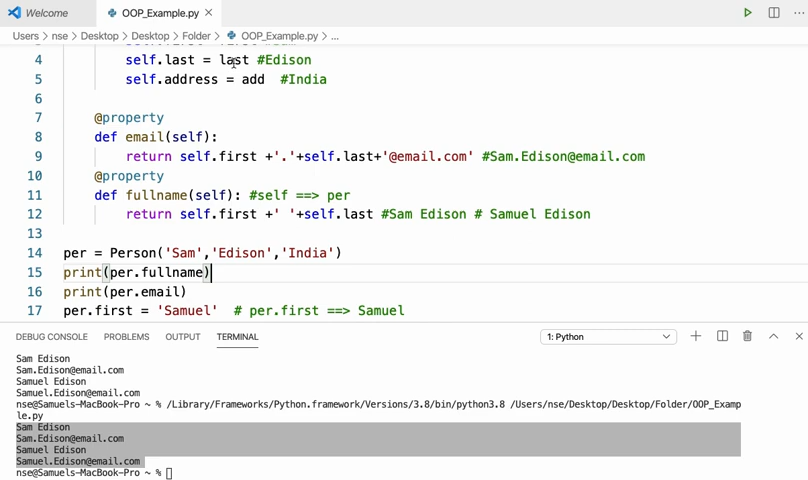 Welcome
OOP_Example.py
Users > nse > Desktop > Desktop > Folder > OOP_Example.py > ...
4 self.last = last #Edison
5 self.address = add #India
6
7 @property
8 def email(self):
9 return self.first +'.'+self.last+'@email.com' #Sam.Edison@email.com
10 @property
11 def fullname(self): #self ==> per
12 return self.first +' '+self.last #Sam Edison # Samuel Edison
13
14 per = Person('Sam','Edison','India')
15 print(per.fullname)
16 print(per.email)
17 per.first = 'Samuel' # per.first ==> Samuel
DEBUG CONSOLE PROBLEMS OUTPUT TERMINAL 1: Python
Sam Edison
Sam.Edison@email.com
Samuel Edison
Samuel.Edison@email.com
nse@Samuels-MacBook-Pro ~ % /Library/Frameworks/Python.framework/Versions/3.8/bin/python3.8 /Users/nse/Desktop/Desktop/Folder/OOP_Examp
le.py
Sam Edison
Sam.Edison@email.com
Samuel Edison
Samuel.Edison@email.com
nse@Samuels-MacBook-Pro ~ %